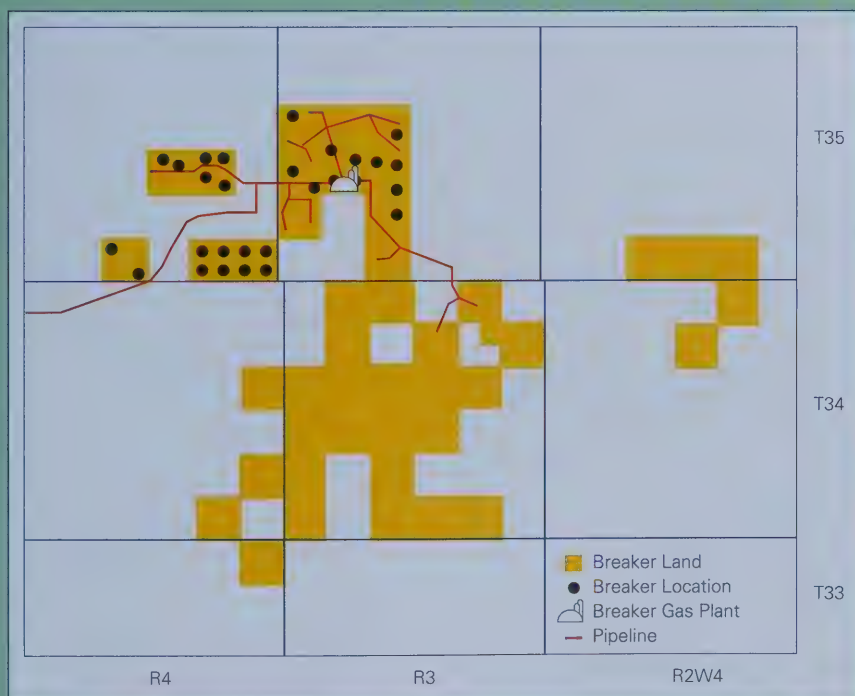 T35
T34
Breaker Land
Breaker Location
Breaker Gas Plant
Pipeline
T33
R4
R3
R2W4